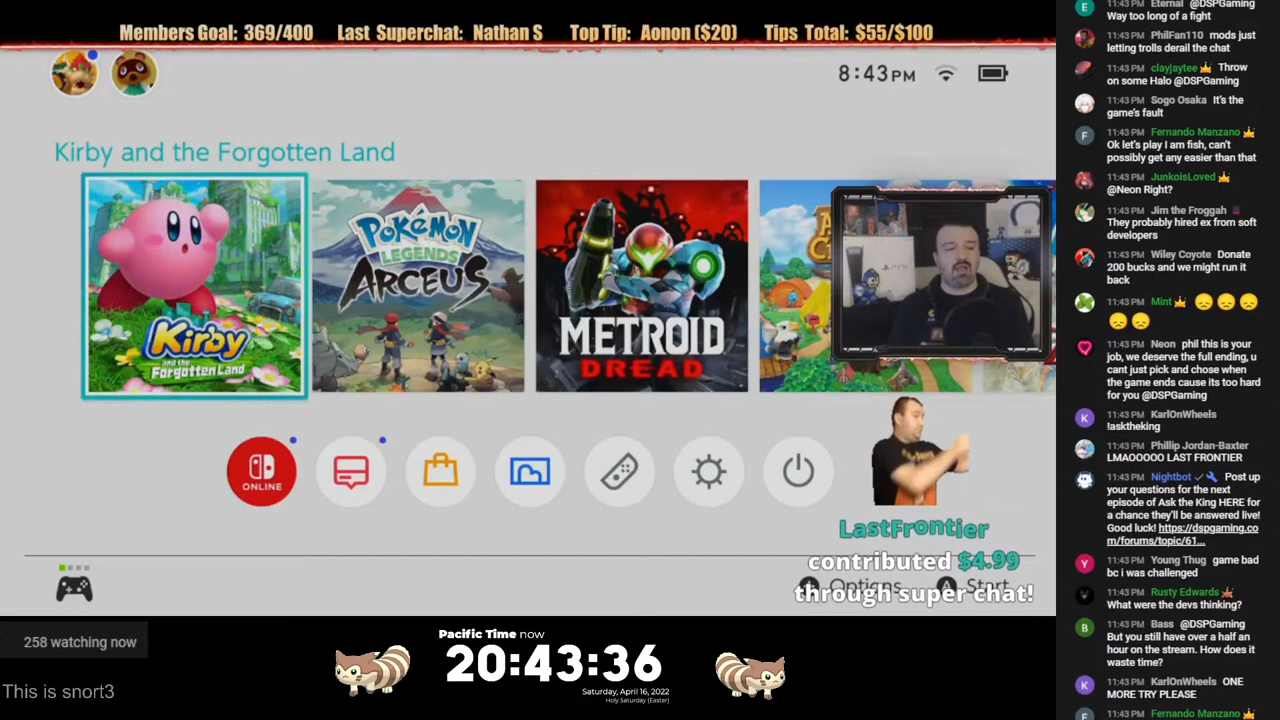 Members Goal: 369/400 Last Superchat: Nathan S Top Tip: Aonon ($20) Tips Total: $55/$100
8:43 PM
Kirby and the Forgotten Land
Kirby
and the
Forgotten Land
POKéMON
LEGENDS
ARCEUS
METROID
DREAD
ONLINE
LastFrontier
contributed $4.99
through super chat!
Options
Start
258 watching now
This is snort3
Pacific Time now
20:43:36
Saturday, April 16, 2022
Holy Saturday (Easter)
11:43 PM Eternal @DSPGaming
Way too long of a fight
11:43 PM PhilFan110 mods just
letting trolls derail the chat
11:43 PM clayjaytee Throw
on some Halo @DSPGaming
11:43 PM Sogo Osaka It's the
game's fault
11:43 PM Fernando Manzano
Ok let's play I am fish, can't
possibly get any easier than that
11:43 PM JunkoisLoved
@Neon Right?
11:43 PM Jim the Froggah
They probably hired ex from soft
developers
11:43 PM Wiley Coyote Donate
200 bucks and we might run it
back
11:43 PM Mint 😞 😞 😞
😞 😞
11:43 PM Neon phil this is your
job, we deserve the full ending, u
cant just pick and chose when
the game ends cause its too hard
for you @DSPGaming
11:43 PM KarlOnWheels
!asktheking
11:43 PM Phillip Jordan-Baxter
LMAOOOOO LAST FRONTIER
11:43 PM Nightbot Post up
your questions for the next
episode of Ask the King HERE for
a chance they'll be answered live!
Good luck! https://dspgaming.co
m/forums/topic/61...
11:43 PM Young Thug game bad
bc i was challenged
11:43 PM Rusty Edwards
What were the devs thinking?
11:43 PM Bass @DSPGaming
But you still have over a half an
hour on the stream. How does it
waste time?
11:43 PM KarlOnWheels ONE
MORE TRY PLEASE
11:43 PM Fernando Manzano